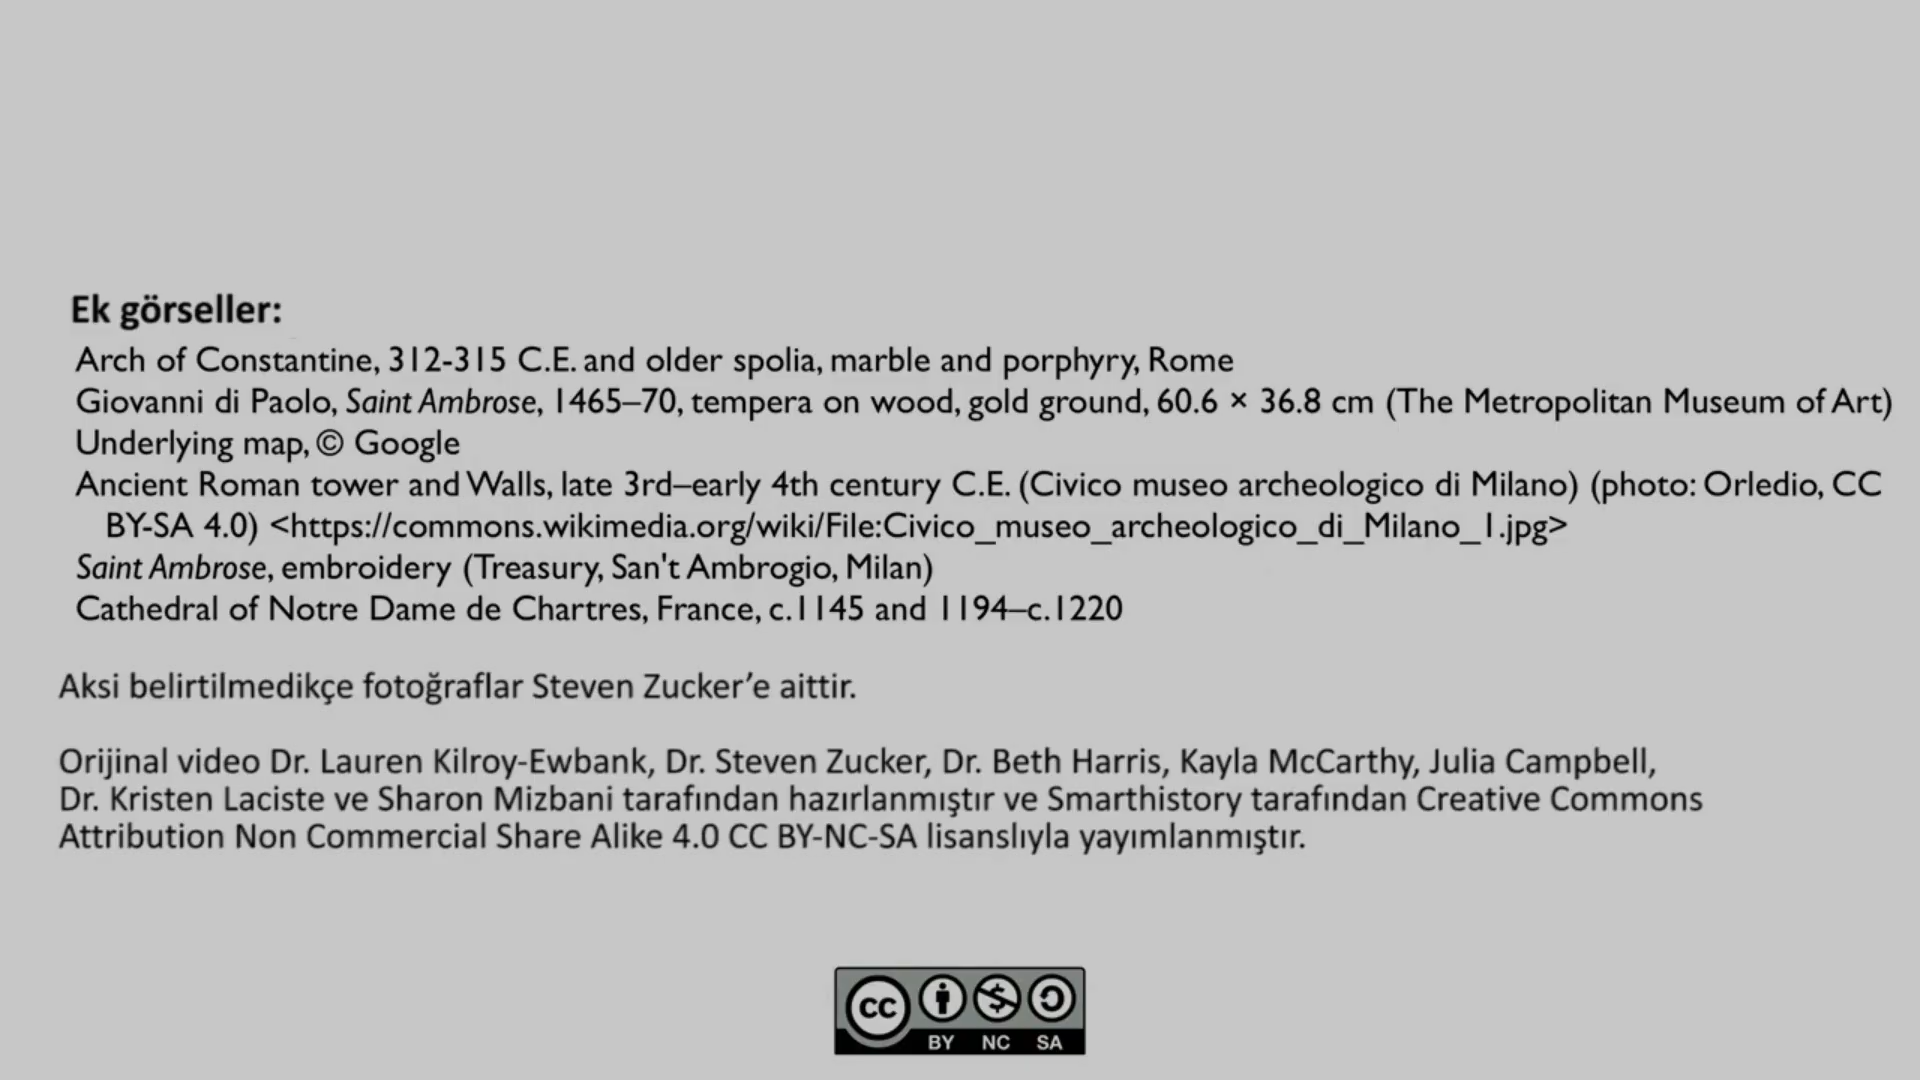 Ek görseller:
Arch of Constantine, 312-315 C.E. and older spolia, marble and porphyry, Rome
Giovanni di Paolo, Saint Ambrose, 1465–70, tempera on wood, gold ground, 60.6 × 36.8 cm (The Metropolitan Museum of Art)
Underlying map, © Google
Ancient Roman tower and Walls, late 3rd–early 4th century C.E. (Civico museo archeologico di Milano) (photo: Orledio, CC
BY-SA 4.0) <https://commons.wikimedia.org/wiki/File:Civico_museo_archeologico_di_Milano_1.jpg>
Saint Ambrose, embroidery (Treasury, San't Ambrogio, Milan)
Cathedral of Notre Dame de Chartres, France, c.1145 and 1194–c.1220
Aksi belirtilmedikçe fotoğraflar Steven Zucker’e aittir.
Orijinal video Dr. Lauren Kilroy-Ewbank, Dr. Steven Zucker, Dr. Beth Harris, Kayla McCarthy, Julia Campbell,
Dr. Kristen Laciste ve Sharon Mizbani tarafından hazırlanmıştır ve Smarthistory tarafından Creative Commons
Attribution Non Commercial Share Alike 4.0 CC BY-NC-SA lisanslıyla yayımlanmıştır.
cc
BY NC SA